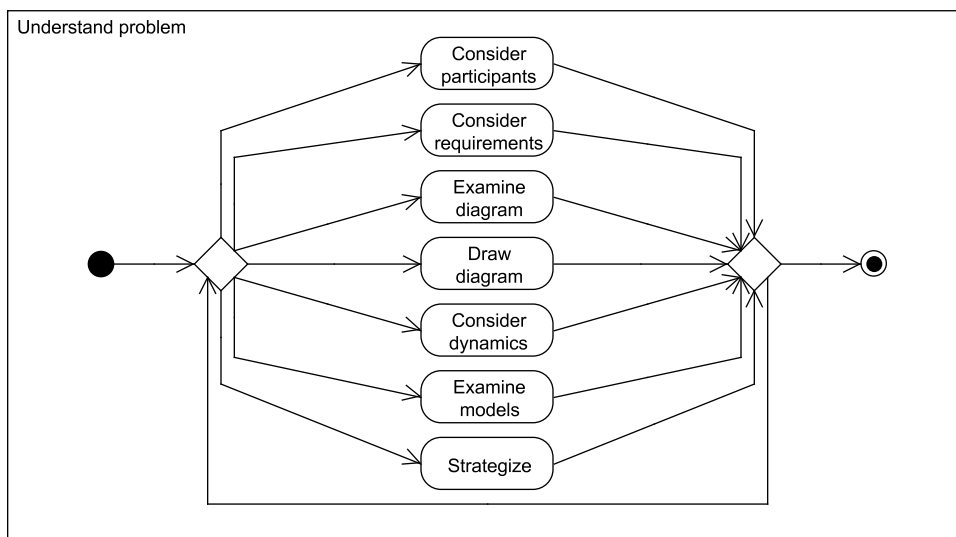 Understand problem
Consider
participants
Consider
requirements
Examine
diagram
Draw
diagram
Consider
dynamics
Examine
models
Strategize